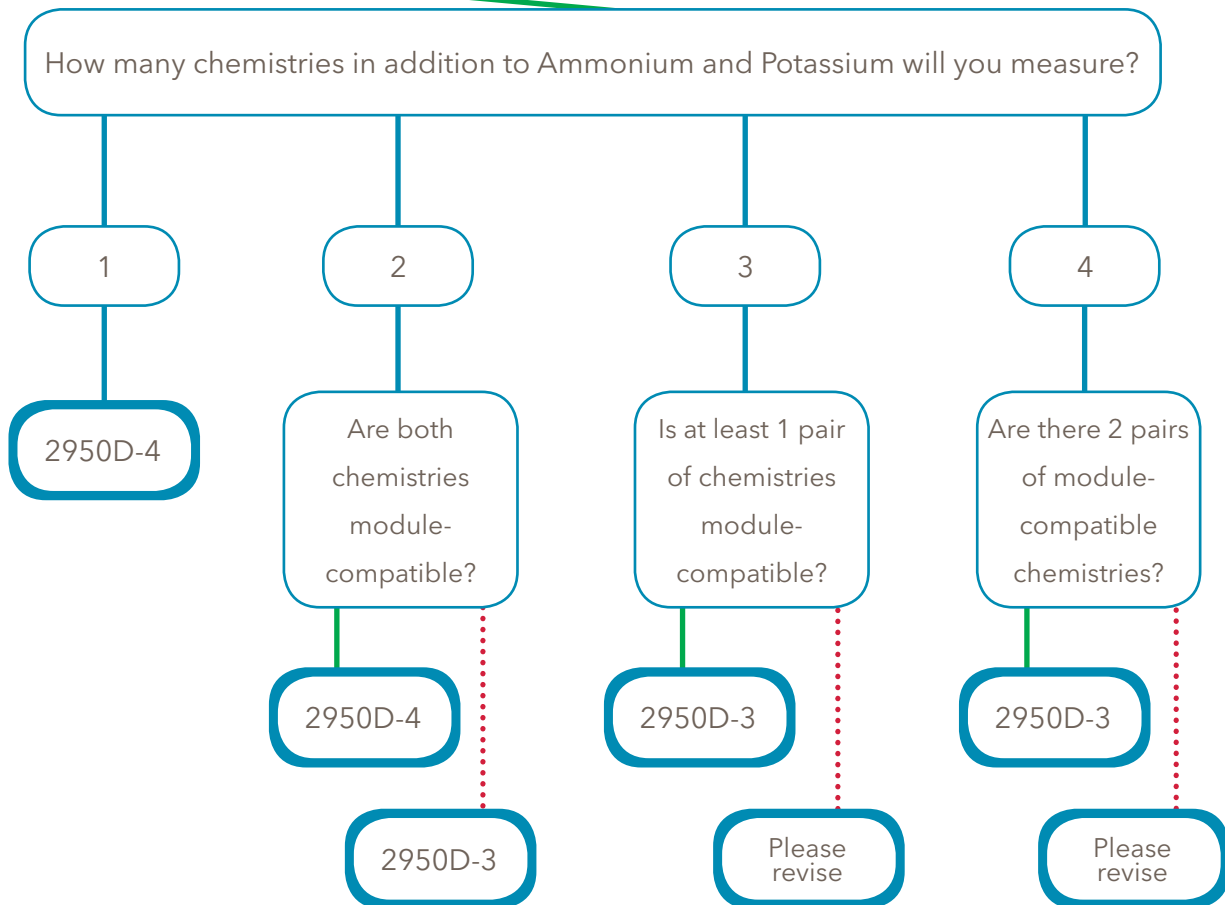 How many chemistries in addition to Ammonium and Potassium will you measure?
1
2
3
4
2950D-4
Are both
chemistries
module-
compatible?
Is at least 1 pair
of chemistries
module-
compatible?
Are there 2 pairs
of module-
compatible
chemistries?
2950D-4
2950D-3
2950D-3
2950D-3
Please
revise
Please
revise